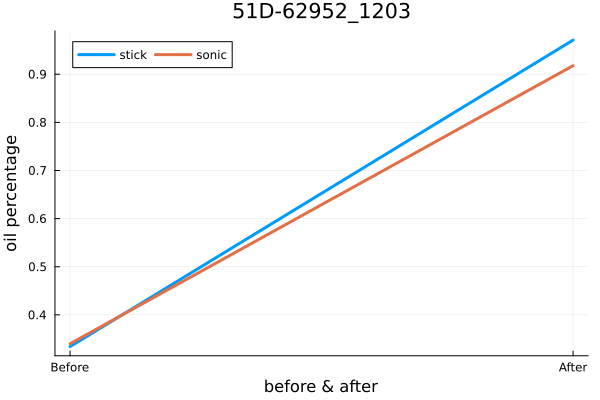 51D-62952_1203
stick sonic
0.9
0.8
0.7
0.6
0.5
0.4
oil percentage
Before After
before & after